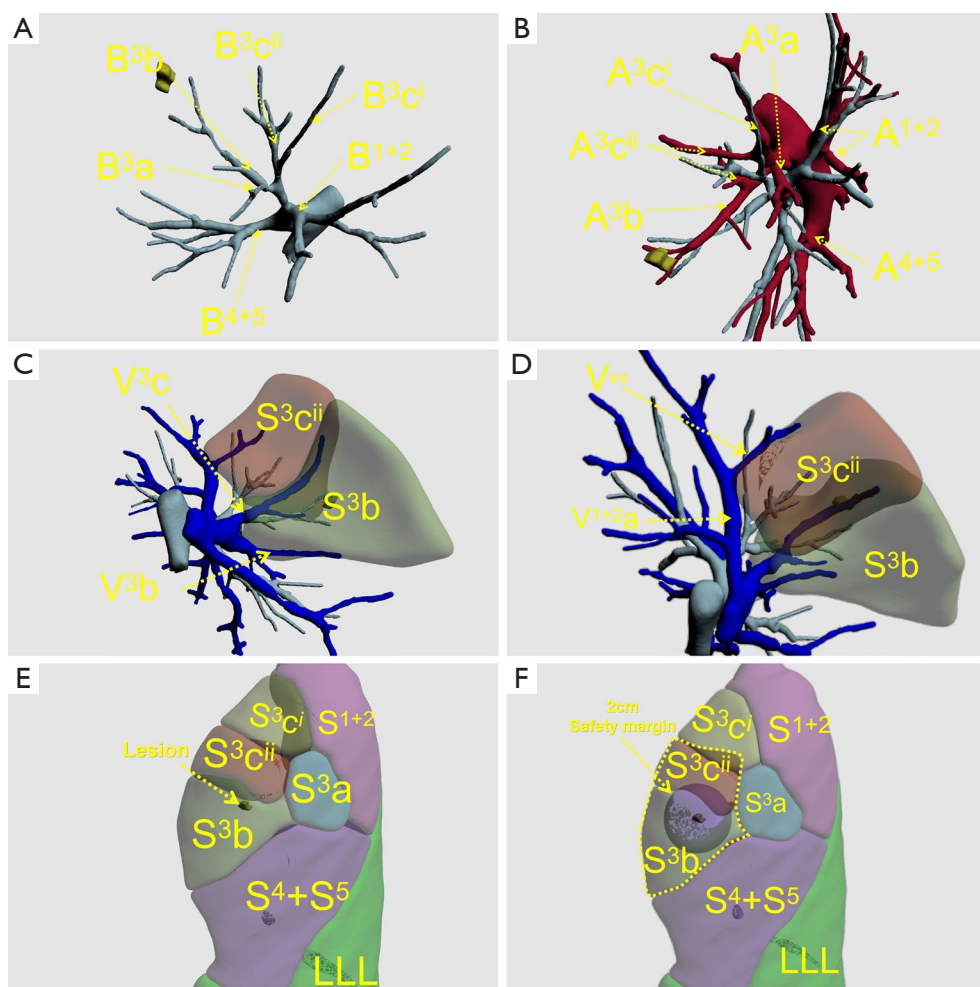 A
B³b
B³cⁱⁱ
B³cⁱ
B³a
B¹⁺²
B⁴⁺⁵
B
A³a
A³cⁱ
A³cⁱⁱ
A¹⁺²
A³b
A⁴⁺⁵
C
V³c
S³cⁱⁱ
S³b
V³b
D
Vⁱⁿᵗ
S³cⁱⁱ
V¹⁺²a
S³b
E
S³cⁱ
S¹⁺²
Lesion
S³cⁱⁱ
S³a
S³b
S⁴+S⁵
LLL
F
2cm
Safety margin
S³cⁱ
S¹⁺²
S³cⁱⁱ
S³a
S³b
S⁴+S⁵
LLL